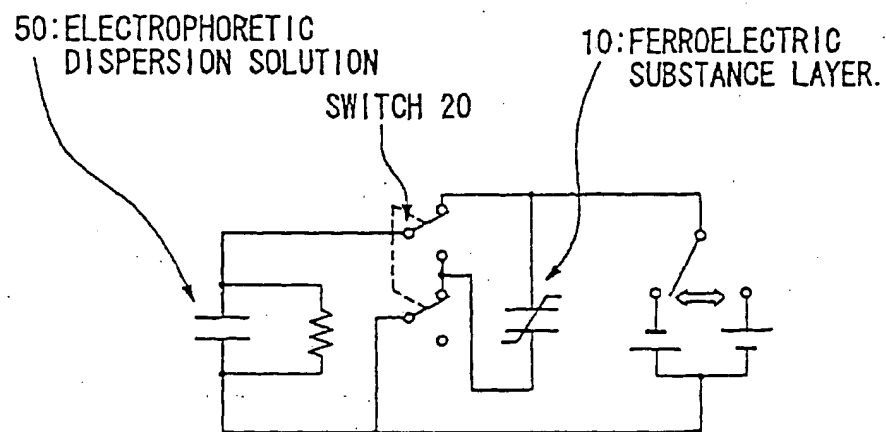 50:ELECTROPHORETIC
DISPERSION SOLUTION
10:FERROELECTRIC
SUBSTANCE LAYER.
SWITCH 20